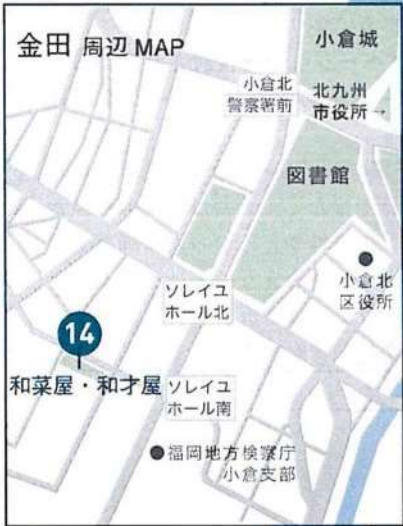 金田 周辺 MAP
小倉城
小倉北
警察署前
北九州
市役所→
図書館
小倉北
区役所
ソレイユ
ホール北
14
和菜屋・和才屋
ソレイユ
ホール南
福岡地方検察庁
小倉支部